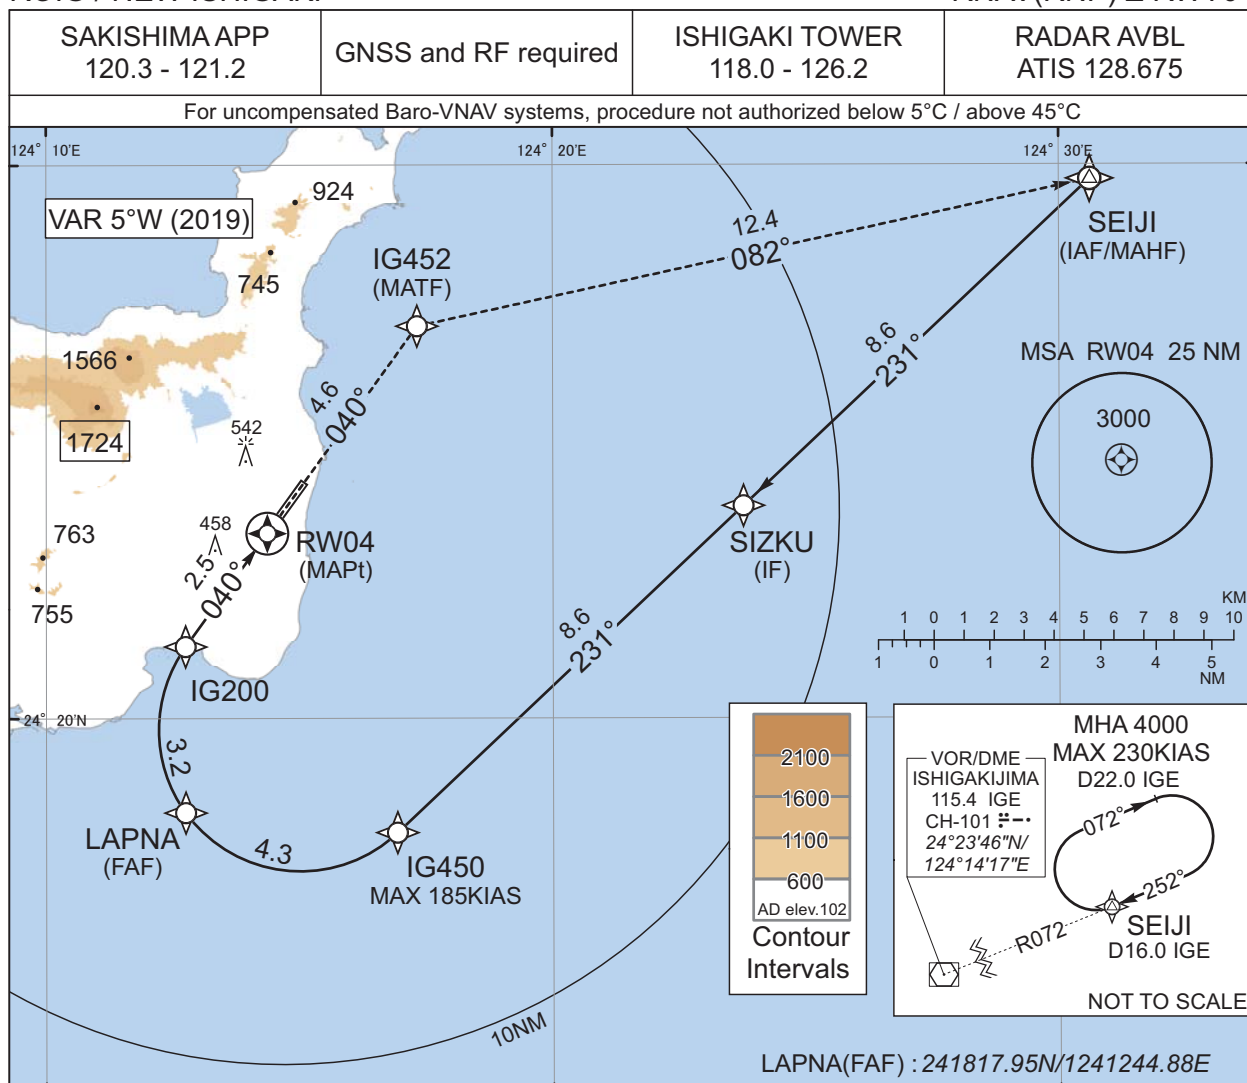 SAKISHIMA APP
120.3 - 121.2
GNSS and RF required
ISHIGAKI TOWER
118.0 - 126.2
RADAR AVBL
ATIS 128.675
For uncompensated Baro-VNAV systems, procedure not authorized below 5°C / above 45°C
124° 10'E
124° 20'E
124° 30'E
VAR 5°W (2019)
924
745
IG452
(MATF)
12.4
082°
SEIJI
(IAF/MAHF)
1566
1724
542
4.6
040°
8.6
231°
MSA RW04 25 NM
3000
763
755
458
2.5
040°
RW04
(MAPt)
SIZKU
(IF)
KM
1 0 1 2 3 4 5 6 7 8 9 10
1 0 1 2 3 4 5
NM
IG200
8.6
231°
24° 20'N
3.2
LAPNA
(FAF)
4.3
IG450
MAX 185KIAS
10NM
2100
1600
1100
600
AD elev.102
Contour
Intervals
MHA 4000
MAX 230KIAS
D22.0 IGE
VOR/DME
ISHIGAKIJIMA
115.4 IGE
CH-101
24°23'46"N/
124°14'17"E
072°
252°
R072
SEIJI
D16.0 IGE
NOT TO SCALE
LAPNA(FAF) : 241817.95N/1241244.88E